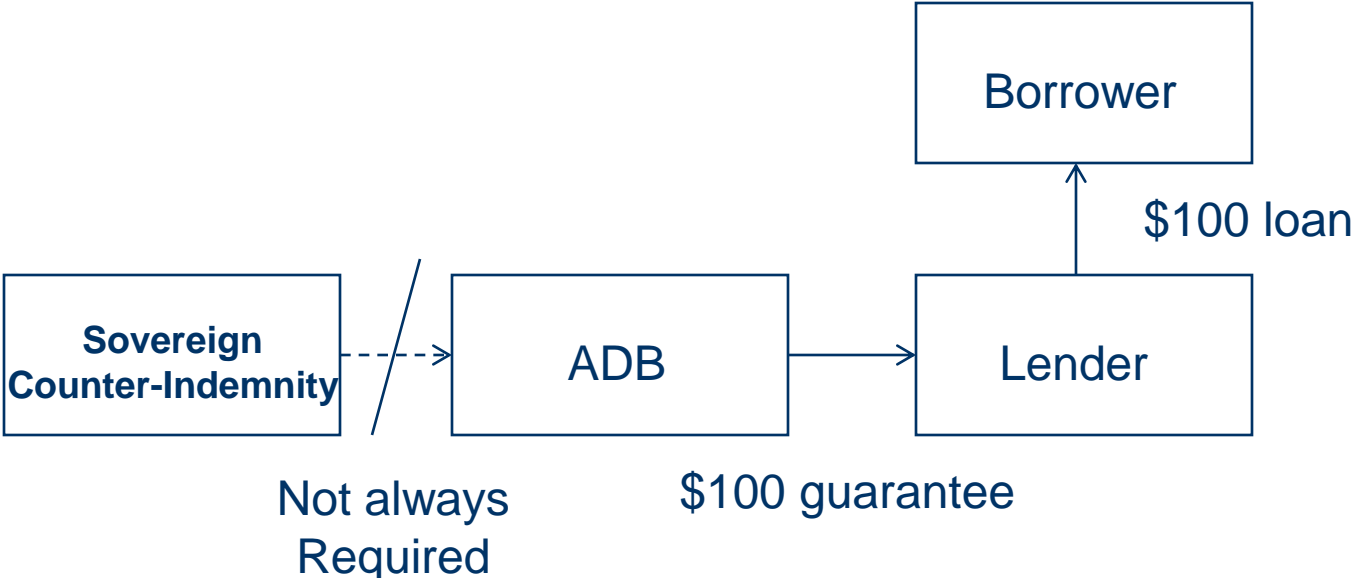 Borrower
$100 loan
Sovereign
Counter-Indemnity
ADB
Lender
Not always
Required
$100 guarantee